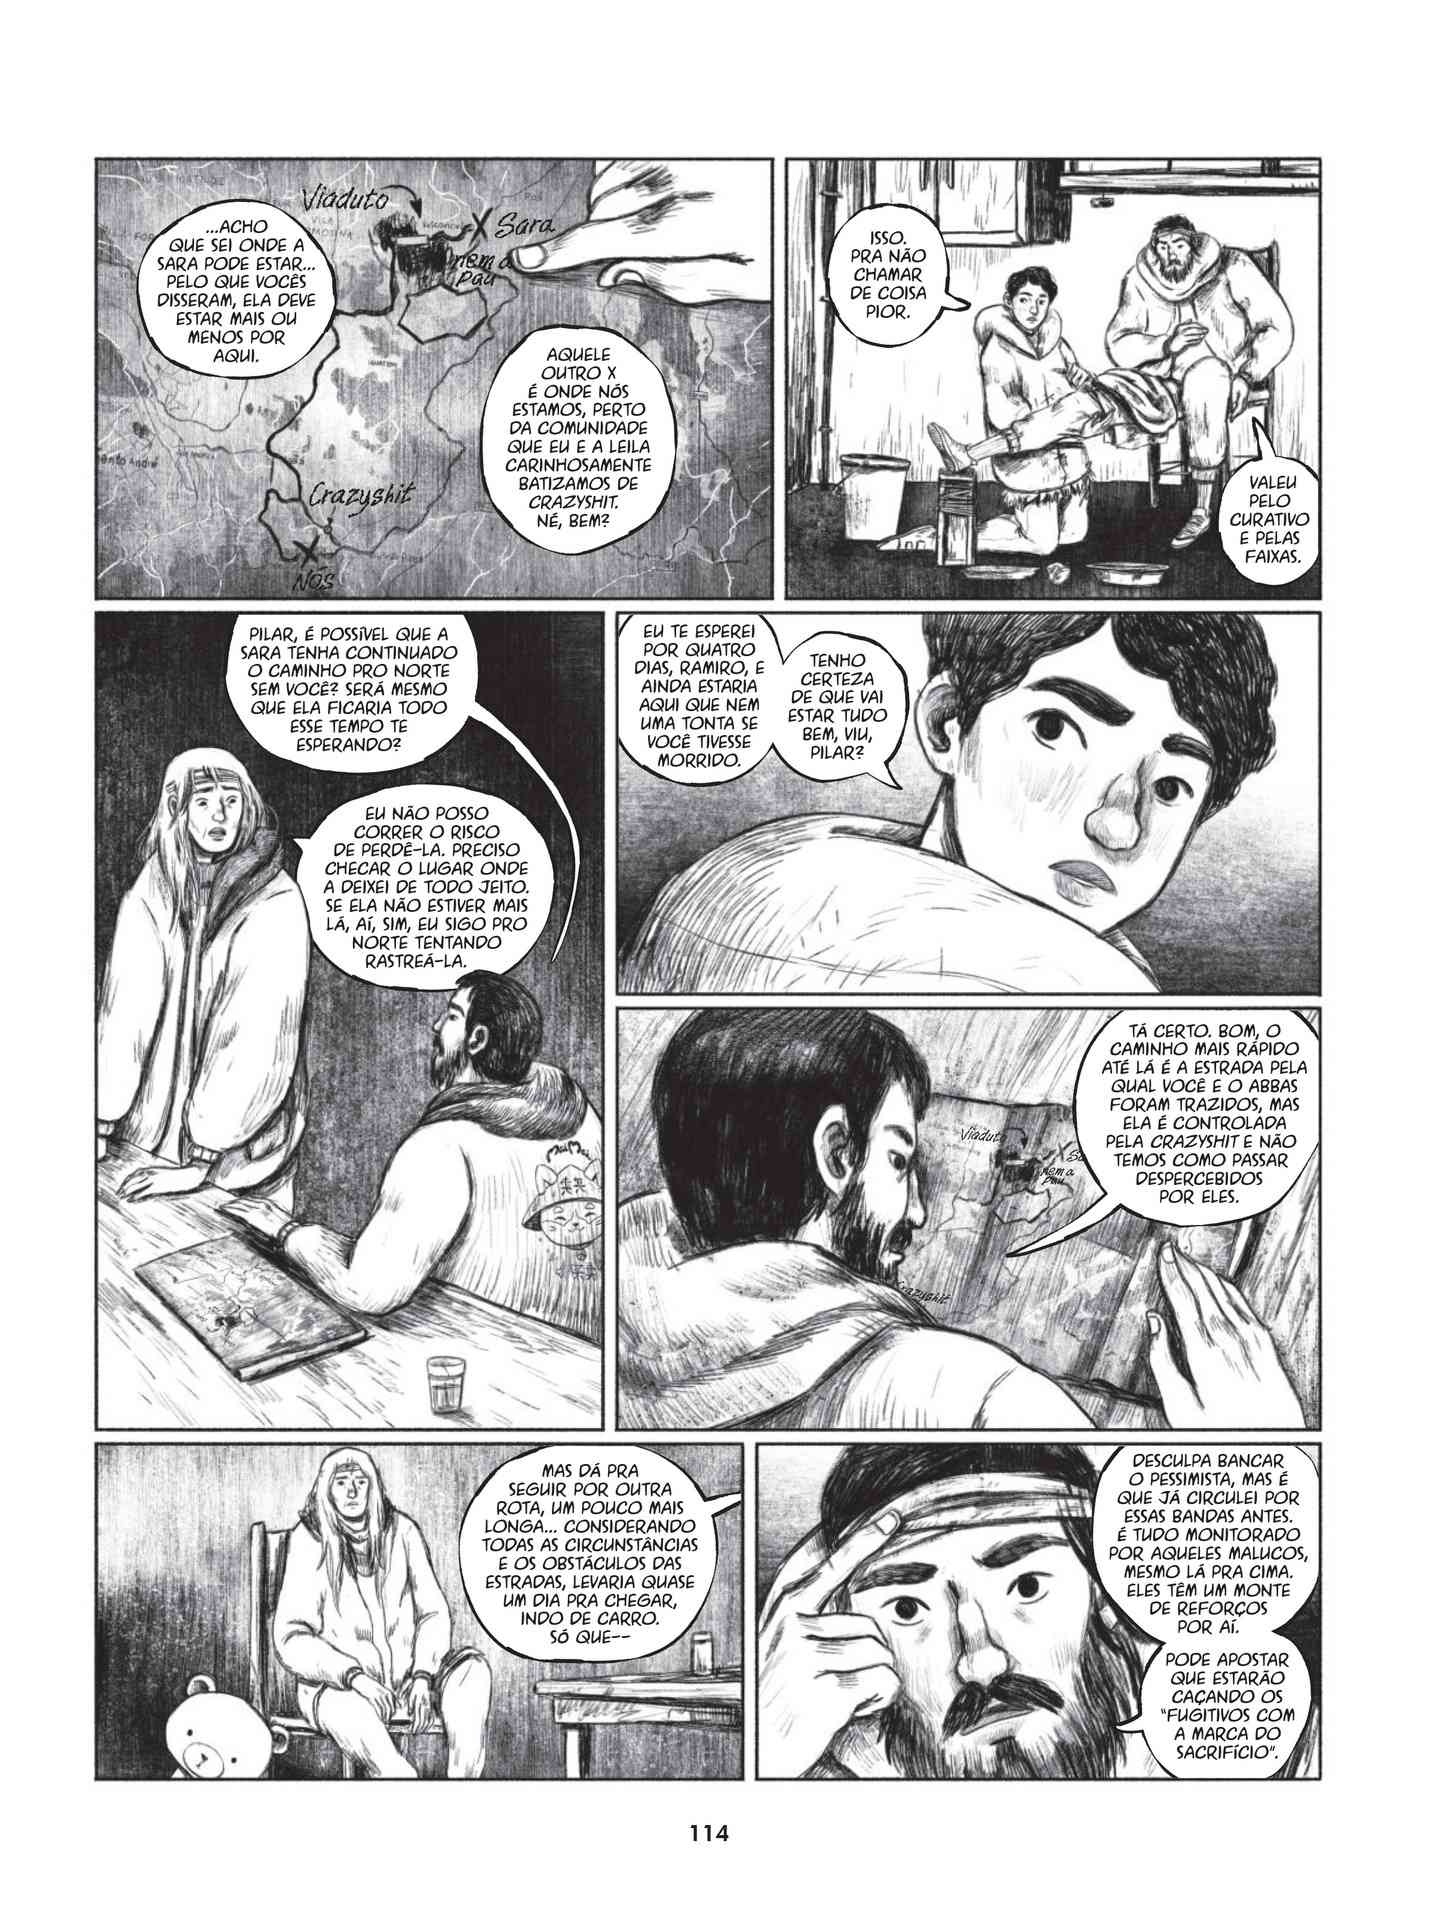 ...ACHO
QUE SEI ONDE A
SARA PODE ESTAR...
PELO QUE VOCÊS
DISSERAM, ELA DEVE
ESTAR MAIS OU
MENOS POR
AQUI.
Viaduto
X Sara
nem a
pau
AQUELE
OUTRO X
É ONDE NÓS
ESTAMOS, PERTO
DA COMUNIDADE
QUE EU E A LEILA
CARINHOSAMENTE
BATIZAMOS DE
CRAZYSHIT.
NÉ, BEM?
Crazyshit
X
NÓS
ISSO.
PRA NÃO
CHAMAR
DE COISA
PIOR.
VALEU
PELO
CURATIVO
E PELAS
FAIXAS.
PILAR, É POSSÍVEL QUE A
SARA TENHA CONTINUADO
O CAMINHO PRO NORTE
SEM VOCÊ? SERÁ MESMO
QUE ELA FICARIA TODO
ESSE TEMPO TE
ESPERANDO?
EU NÃO POSSO
CORRER O RISCO
DE PERDÊ-LA. PRECISO
CHECAR O LUGAR ONDE
A DEIXEI DE TODO JEITO.
SE ELA NÃO ESTIVER MAIS
LÁ, AÍ, SIM, EU SIGO PRO
NORTE TENTANDO
RASTREÁ-LA.
EU TE ESPEREI
POR QUATRO
DIAS, RAMIRO, E
AINDA ESTARIA
AQUI QUE NEM
UMA TONTA SE
VOCÊ TIVESSE
MORRIDO.
TENHO
CERTEZA
DE QUE VAI
ESTAR TUDO
BEM, VIU,
PILAR?
TÁ CERTO. BOM, O
CAMINHO MAIS RÁPIDO
ATÉ LÁ É A ESTRADA PELA
QUAL VOCÊ E O ABBAS
FORAM TRAZIDOS, MAS
ELA É CONTROLADA
PELA CRAZYSHIT E NÃO
TEMOS COMO PASSAR
DESPERCEBIDOS
POR ELES.
Viaduto
X Sa
nem a
pau
Crazyshit
MAS DÁ PRA
SEGUIR POR OUTRA
ROTA, UM POUCO MAIS
LONGA... CONSIDERANDO
TODAS AS CIRCUNSTÂNCIAS
E OS OBSTÁCULOS DAS
ESTRADAS, LEVARIA QUASE
UM DIA PRA CHEGAR,
INDO DE CARRO.
SÓ QUE--
DESCULPA BANCAR
O PESSIMISTA, MAS É
QUE JÁ CIRCULEI POR
ESSAS BANDAS ANTES.
É TUDO MONITORADO
POR AQUELES MALUCOS,
MESMO LÁ PRA CIMA.
ELES TÊM UM MONTE
DE REFORÇOS
POR AÍ.
PODE APOSTAR
QUE ESTARÃO
CAÇANDO OS
"FUGITIVOS COM
A MARCA DO
SACRIFÍCIO".
114